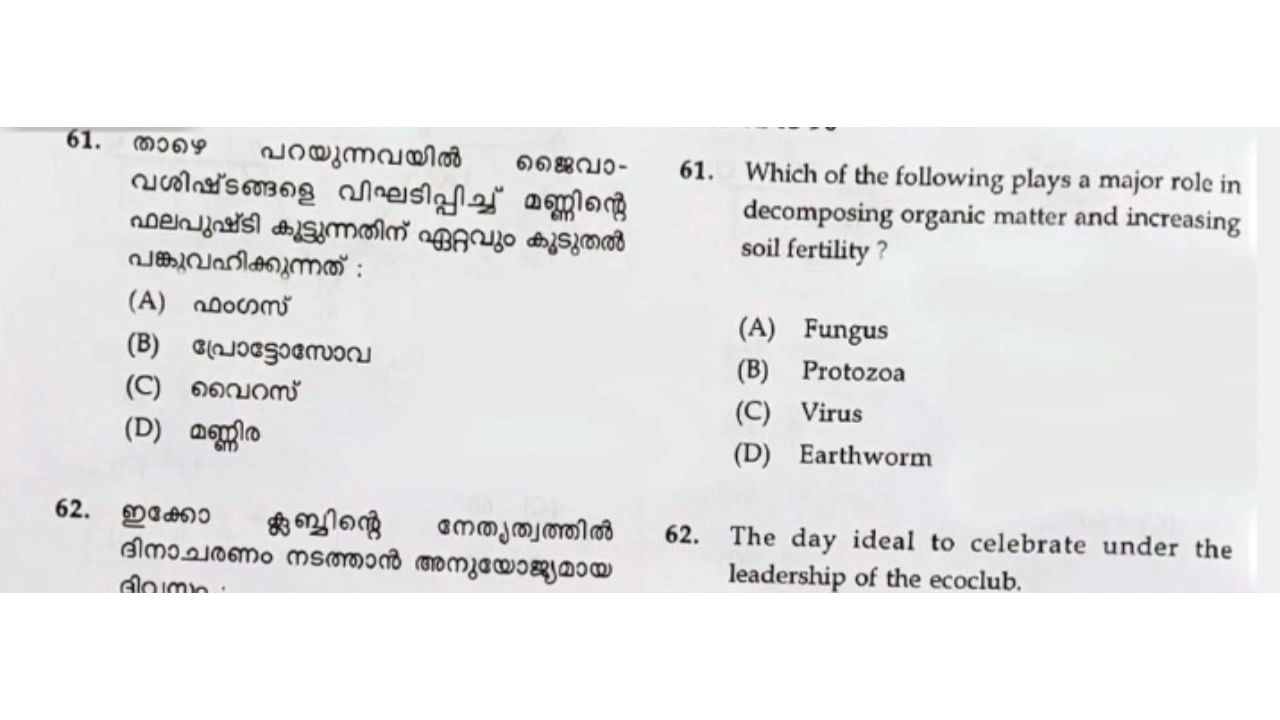 61. താഴെ പറയുന്നവയിൽ ജൈവാ-
വശിഷ്ടങ്ങളെ വിഘടിപ്പിച്ച് മണ്ണിന്റെ
ഫലപുഷ്ടി കൂട്ടുന്നതിന് ഏറ്റവും കൂടുതൽ
പങ്കുവഹിക്കുന്നത് :
(A) ഫംഗസ്
(B) പ്രോട്ടോസോവ
(C) വൈറസ്
(D) മണ്ണിര
62. ഇക്കോ ക്ലബ്ബിന്റെ നേതൃത്വത്തിൽ
ദിനാചരണം നടത്താൻ അനുയോജ്യമായ
61. Which of the following plays a major role in
decomposing organic matter and increasing
soil fertility ?
(A) Fungus
(B) Protozoa
(C) Virus
(D) Earthworm
62. The day ideal to celebrate under the
leadership of the ecoclub.